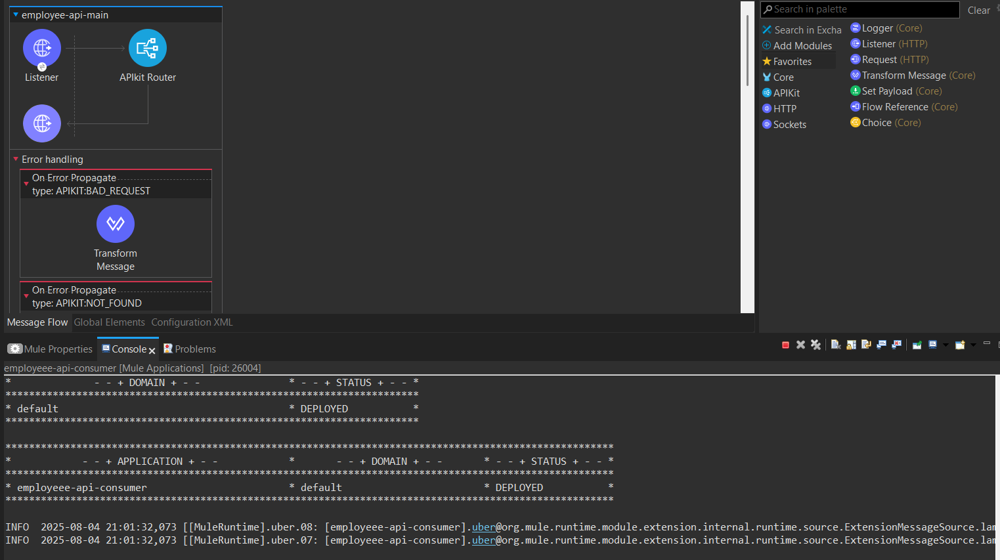 employee-api-main
Listener
APIkit Router
Error handling
On Error Propagate
type: APIKIT:BAD_REQUEST
Transform
Message
On Error Propagate
type: APIKIT:NOT_FOUND
Message Flow Global Elements Configuration XML
Search in palette Clear
Search in Excha
Add Modules
Favorites
Core
APIKit
HTTP
Sockets
Logger (Core)
Listener (HTTP)
Request (HTTP)
Transform Message (Core)
Set Payload (Core)
Flow Reference (Core)
Choice (Core)
Mule Properties Console Problems
employeee-api-consumer [Mule Applications] [pid: 26004]
* - - + DOMAIN + - - * - - + STATUS + - - *
**********************************************************************
* default * DEPLOYED *
**********************************************************************
*******************************************************************************************************
* - - + APPLICATION + - - * - - + DOMAIN + - - * - - + STATUS + - - *
*******************************************************************************************************
* employeee-api-consumer * default * DEPLOYED *
*******************************************************************************************************
INFO 2025-08-04 21:01:32,073 [[MuleRuntime].uber.08: [employeee-api-consumer].uber@org.mule.runtime.module.extension.internal.runtime.source.ExtensionMessageSource.lam
INFO 2025-08-04 21:01:32,073 [[MuleRuntime].uber.07: [employeee-api-consumer].uber@org.mule.runtime.module.extension.internal.runtime.source.ExtensionMessageSource.lam